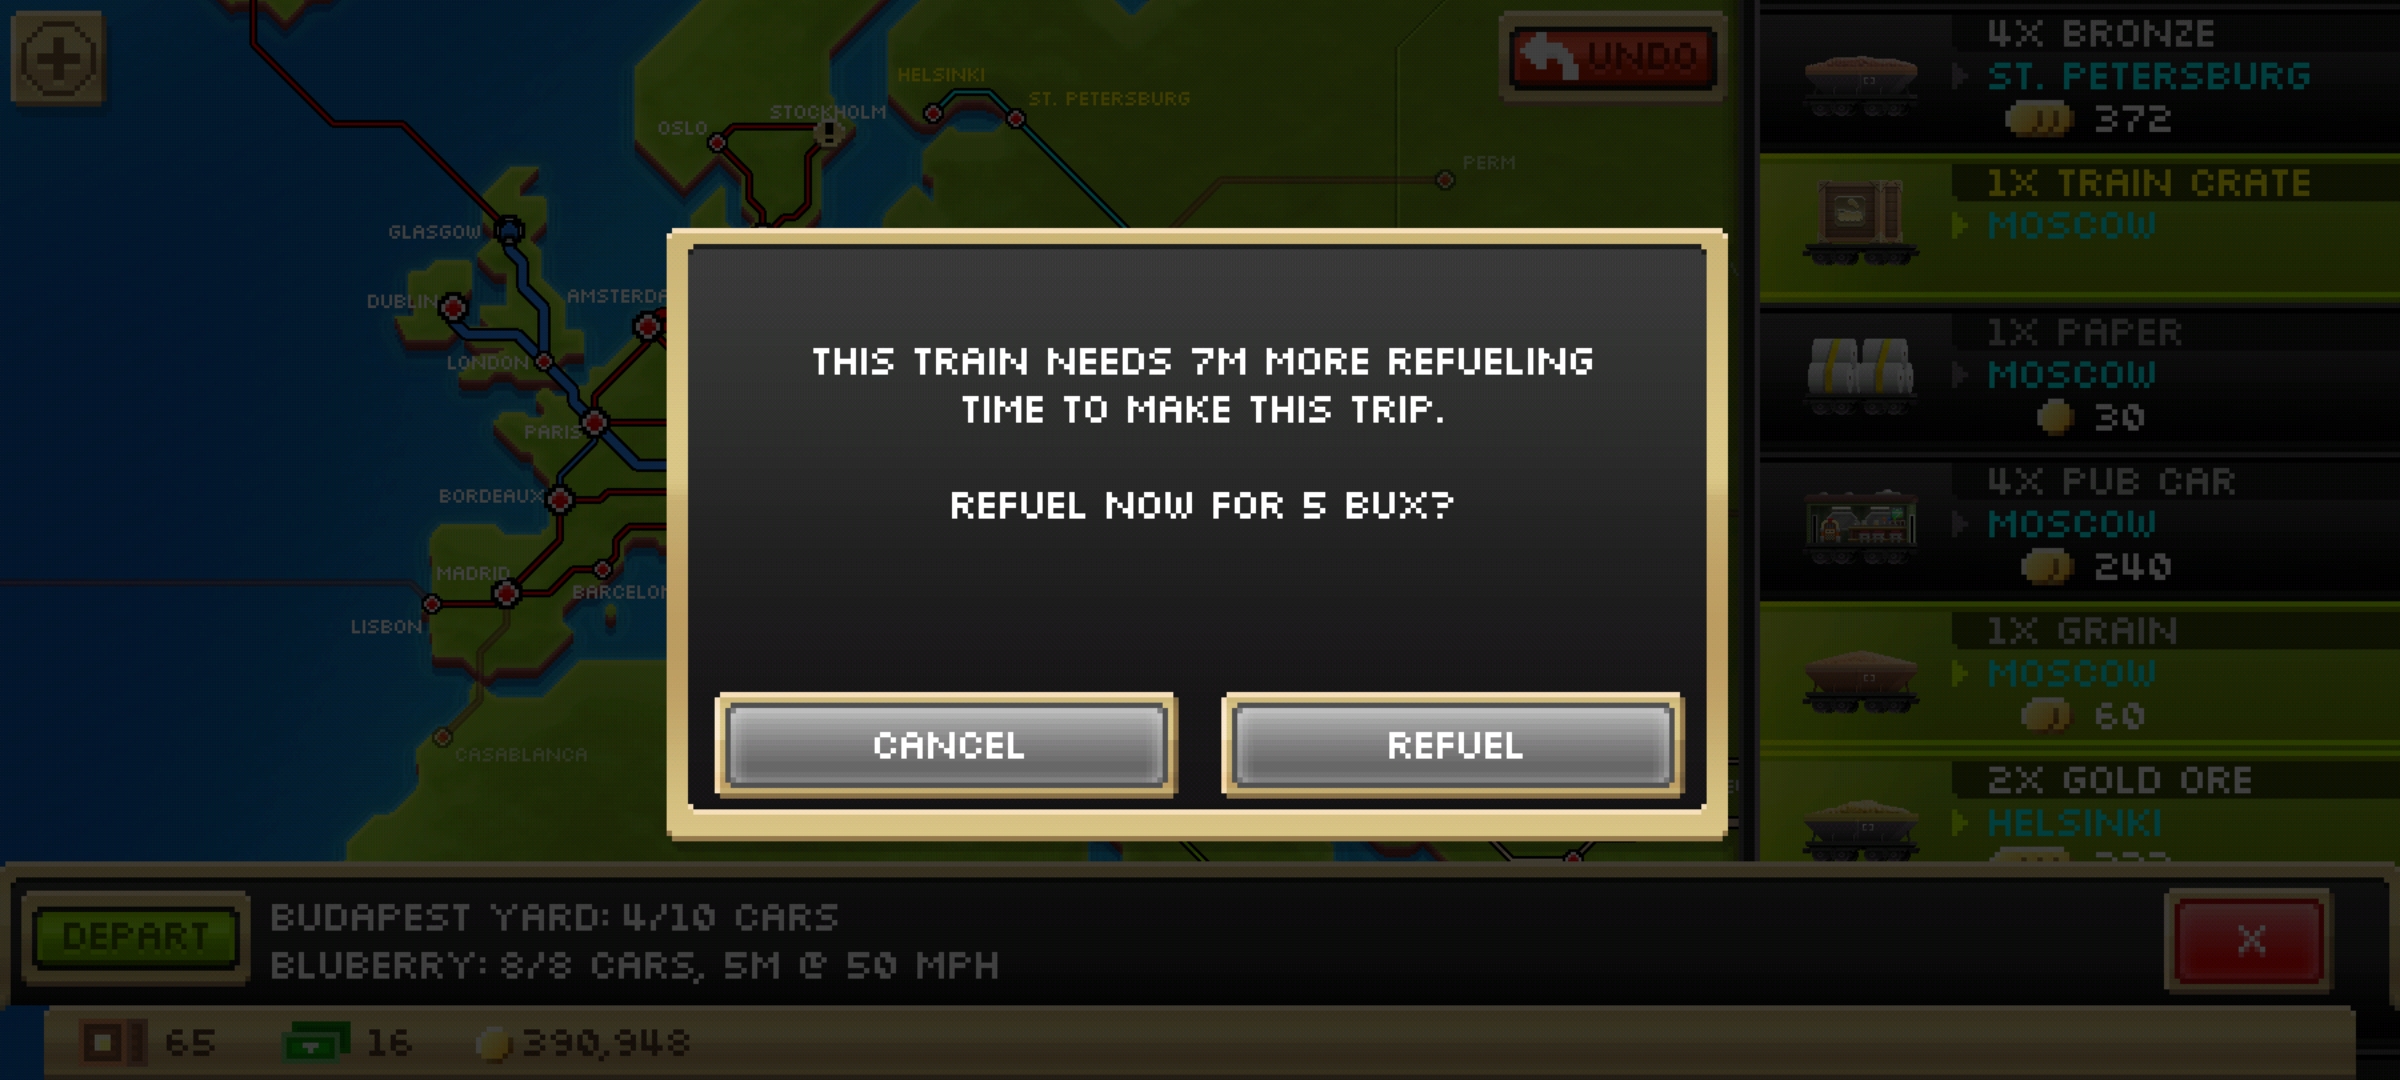 HELSINKI
ST. PETERSBURG
STOCKHOLM
OSLO
PERM
GLASGOW
DUBLIN
AMSTERDA
LONDON
PARIS
BORDEAUX
MADRID
BARCELON
LISBON
CASABLANCA
UNDO
4X BRONZE
ST. PETERSBURG
372
1X TRAIN CRATE
MOSCOW
1X PAPER
MOSCOW
30
4X PUB CAR
MOSCOW
240
1X GRAIN
MOSCOW
60
2X GOLD ORE
HELSINKI
THIS TRAIN NEEDS 7M MORE REFUELING
TIME TO MAKE THIS TRIP.
REFUEL NOW FOR 5 BUX?
CANCEL
REFUEL
DEPART
BUDAPEST YARD: 4/10 CARS
BLUBERRY: 8/8 CARS, 5M @ 50 MPH
X
65
16
390,948